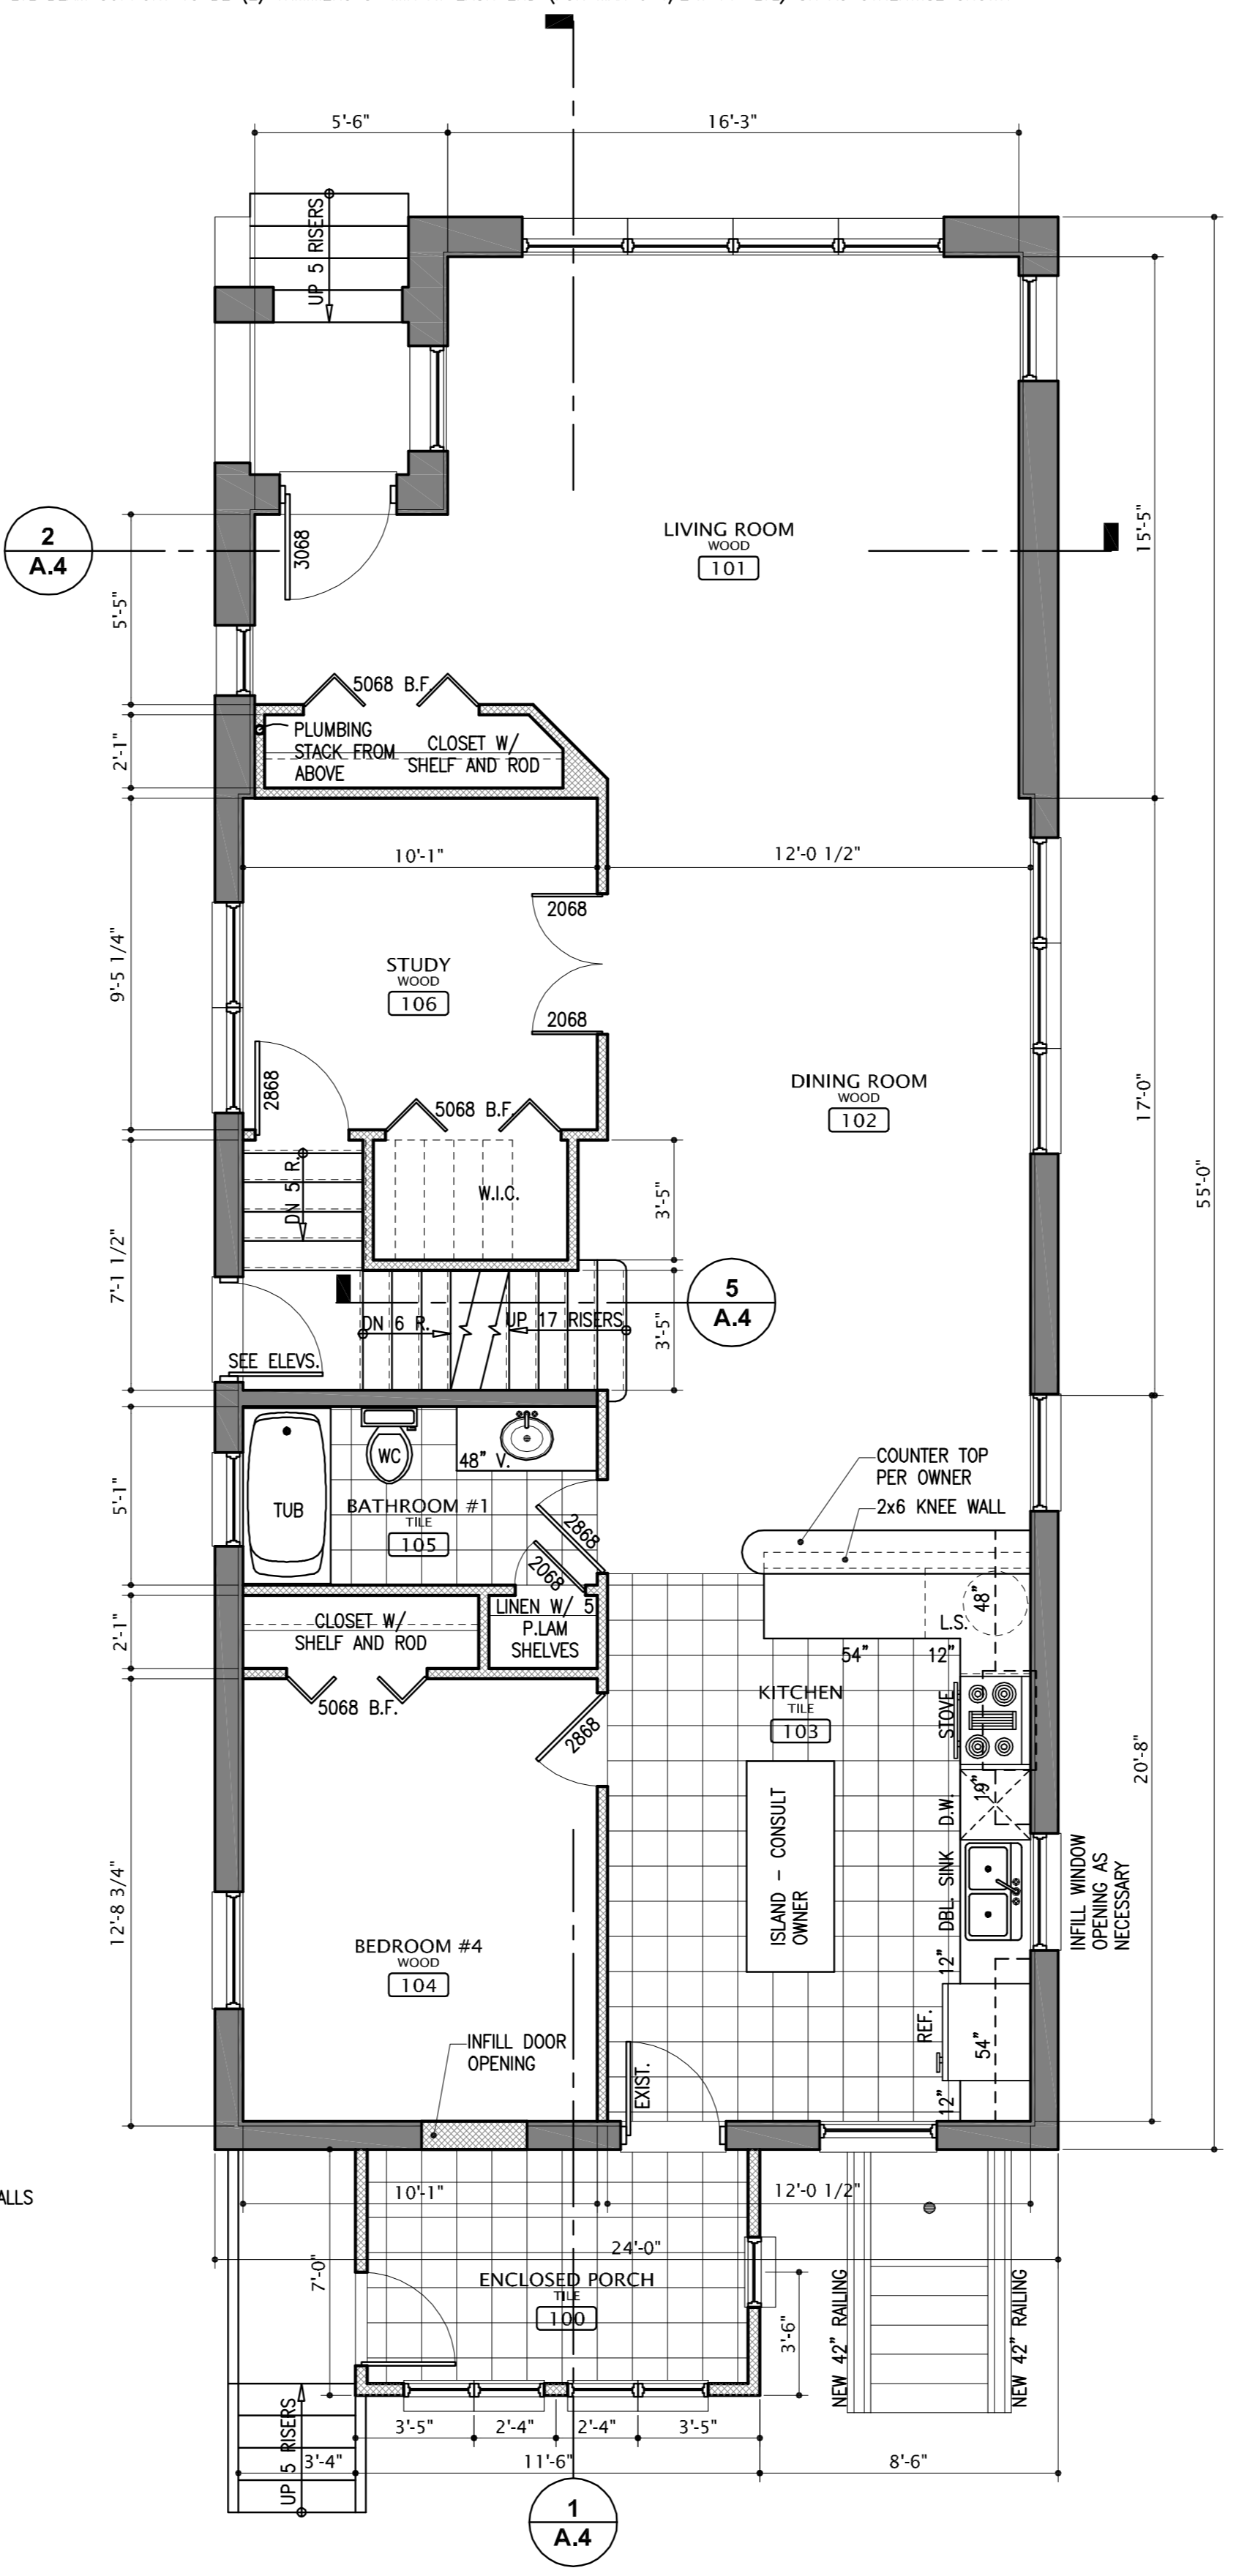 5'-6"
16'-3"
UP 5 RISERS
LIVING ROOM
WOOD
101
2
A.4
3068
15'-5"
5'-5"
5068 B.F.
PLUMBING
STACK FROM
ABOVE
CLOSET W/
SHELF AND ROD
2'-1"
10'-1"
12'-0 1/2"
2068
STUDY
WOOD
106
9'-5 1/4"
2068
2868
5068 B.F.
DINING ROOM
WOOD
102
17'-0"
55'-0"
DN 5 R.
W.I.C.
3'-5"
7'-1 1/2"
5
A.4
DN 6 R.
UP 17 RISERS
3'-5"
SEE ELEVS.
WC
48" V.
TUB
BATHROOM #1
TILE
105
5'-1"
2868
2068
COUNTER TOP
PER OWNER
2x6 KNEE WALL
48"
L.S.
54"
12"
CLOSET W/
SHELF AND ROD
LINEN W/ 5
P.LAM
SHELVES
2'-1"
5068 B.F.
2868
KITCHEN
TILE
103
STOVE
19"
D.W.
20'-8"
ISLAND - CONSULT
OWNER
DBL. SINK
INFILL WINDOW
OPENING AS
NECESSARY
12'-8 3/4"
BEDROOM #4
WOOD
104
12"
REF.
54"
12"
INFILL DOOR
OPENING
EXIST.
ALLS
10'-1"
12'-0 1/2"
24'-0"
7'-0"
ENCLOSED PORCH
TILE
100
3'-6"
NEW 42" RAILING
NEW 42" RAILING
UP 5 RISERS
3'-5"
2'-4"
2'-4"
3'-5"
3'-4"
11'-6"
8'-6"
1
A.4